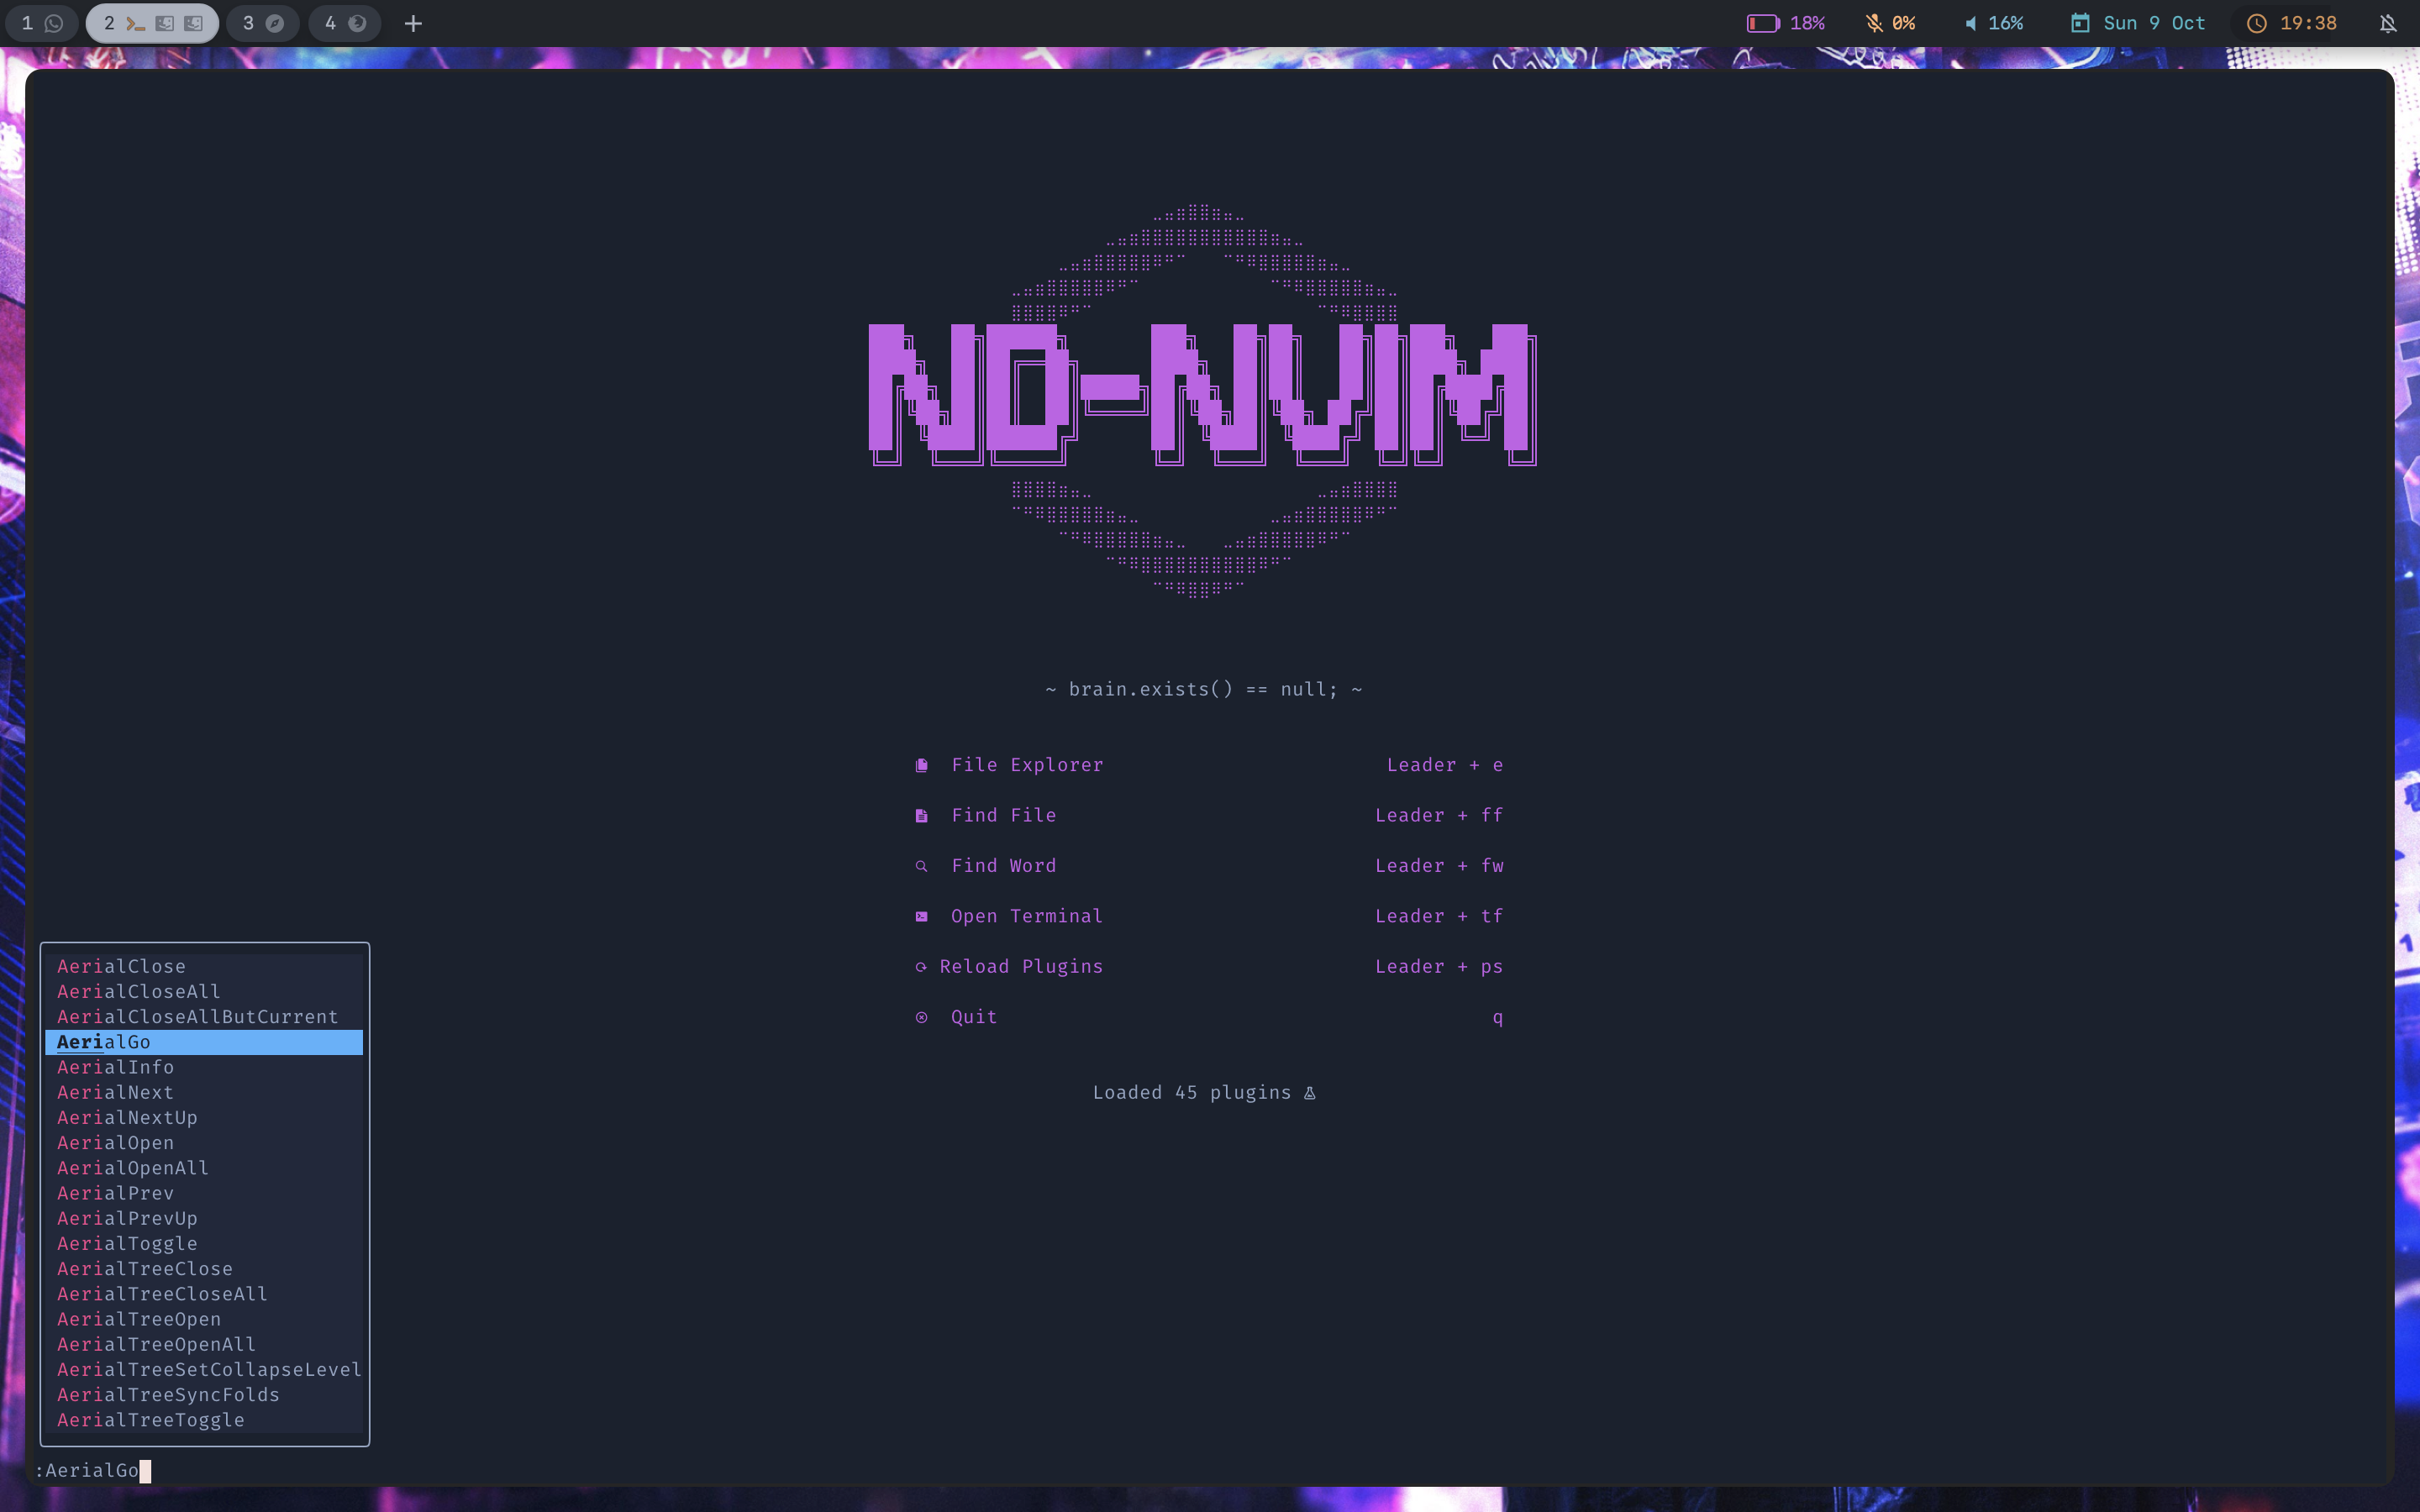 1 2 3 4 + 18% 0% 16% Sun 9 Oct 19:38
ND-NVIM
~ brain.exists() == null; ~
File Explorer Leader + e
Find File Leader + ff
Find Word Leader + fw
Open Terminal Leader + tf
Reload Plugins Leader + ps
Quit q
Loaded 45 plugins
AerialClose
AerialCloseAll
AerialCloseAllButCurrent
AerialGo
AerialInfo
AerialNext
AerialNextUp
AerialOpen
AerialOpenAll
AerialPrev
AerialPrevUp
AerialToggle
AerialTreeClose
AerialTreeCloseAll
AerialTreeOpen
AerialTreeOpenAll
AerialTreeSetCollapseLevel
AerialTreeSyncFolds
AerialTreeToggle
:AerialGo